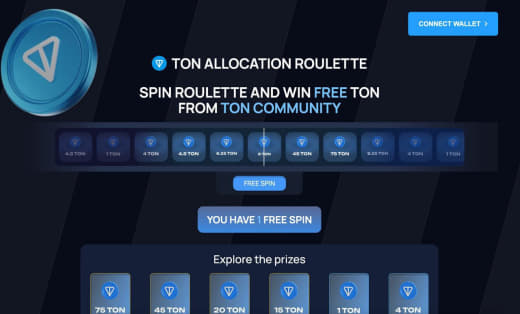 CONNECT WALLET
TON ALLOCATION ROULETTE
SPIN ROULETTE AND WIN FREE TON
FROM TON COMMUNITY
4.5 TON 1 TON 4 TON 4.5 TON 6.25 TON TON 45 TON 75 TON 6.25 TON 4 TON 1 TON
FREE SPIN
YOU HAVE 1 FREE SPIN
Explore the prizes
75 TON 45 TON 20 TON 15 TON 1 TON 4 TON